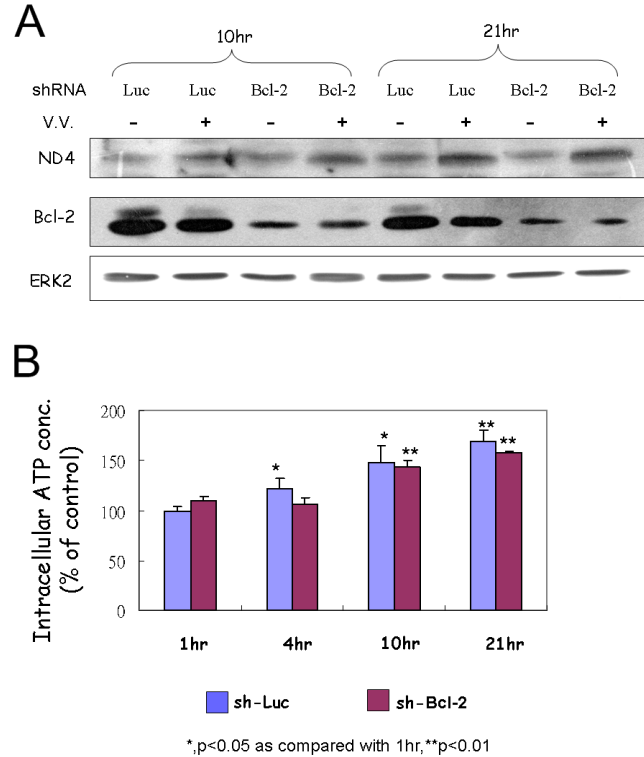 A
10hr 21hr
shRNA Luc Luc Bcl-2 Bcl-2 Luc Luc Bcl-2 Bcl-2
V.V. - + - + - + - +
ND4
Bcl-2
ERK2
B
Intracellular ATP conc.
(% of control)
200
150
100
50
0
* * ** ** **
1hr 4hr 10hr 21hr
sh-Luc sh-Bcl-2
*,p<0.05 as compared with 1hr,**p<0.01